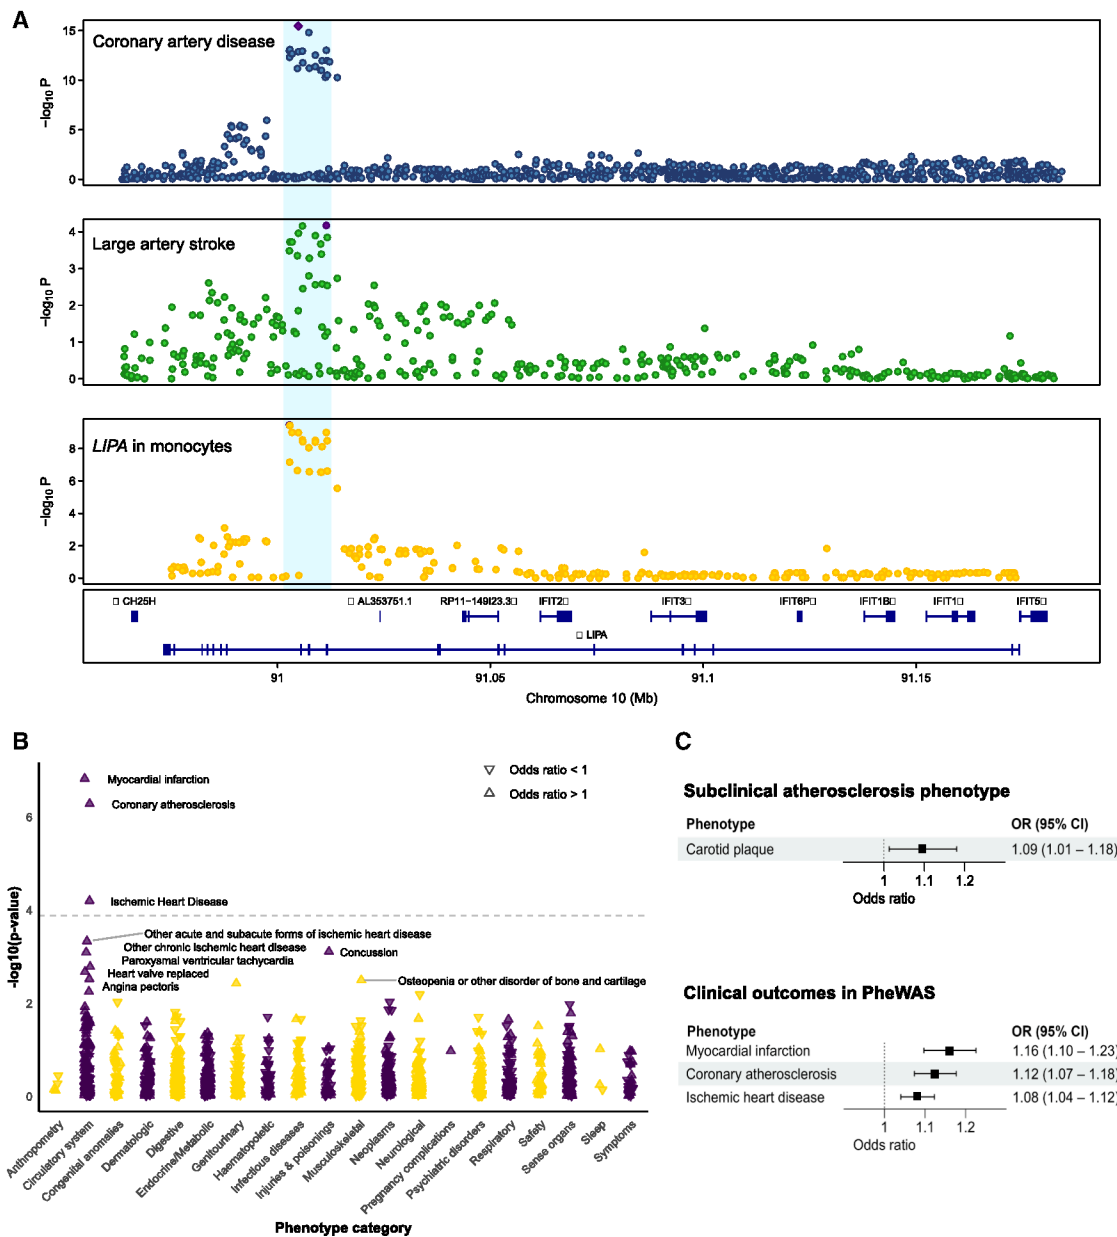 A
Coronary artery disease
15
10
5
0
−log10 P
Large artery stroke
4
3
2
1
0
−log10 P
LIPA in monocytes
8
6
4
2
0
−log10 P
□ CH25H
□ AL353751.1
RP11−149I23.3□
IFIT2□
IFIT3□
IFIT6P□
IFIT1B□
IFIT1□
IFIT5□
□ LIPA
91
91.05
91.1
91.15
Chromosome 10 (Mb)
B
Myocardial infarction
Coronary atherosclerosis
Ischemic Heart Disease
Odds ratio < 1
Odds ratio > 1
Other acute and subacute forms of ischemic heart disease
Other chronic ischemic heart disease
Paroxysmal ventricular tachycardia
Heart valve replaced
Angina pectoris
Concussion
Osteopenia or other disorder of bone and cartilage
6
4
2
0
-log10(p-value)
Anthropometry
Circulatory system
Congenital anomalies
Dermatologic
Digestive
Endocrine/Metabolic
Genitourinary
Haematopoietic
Infectious diseases
Injuries & poisonings
Musculoskeletal
Neoplasms
Neurological
Pregnancy complications
Psychiatric disorders
Respiratory
Safety
Sense organs
Sleep
Symptoms
Phenotype category
C
Subclinical atherosclerosis phenotype
Phenotype OR (95% CI)
Carotid plaque 1.09 (1.01 – 1.18)
1 1.1 1.2
Odds ratio
Clinical outcomes in PheWAS
Phenotype OR (95% CI)
Myocardial infarction 1.16 (1.10 – 1.23)
Coronary atherosclerosis 1.12 (1.07 – 1.18)
Ischemic heart disease 1.08 (1.04 – 1.12)
1 1.1 1.2
Odds ratio